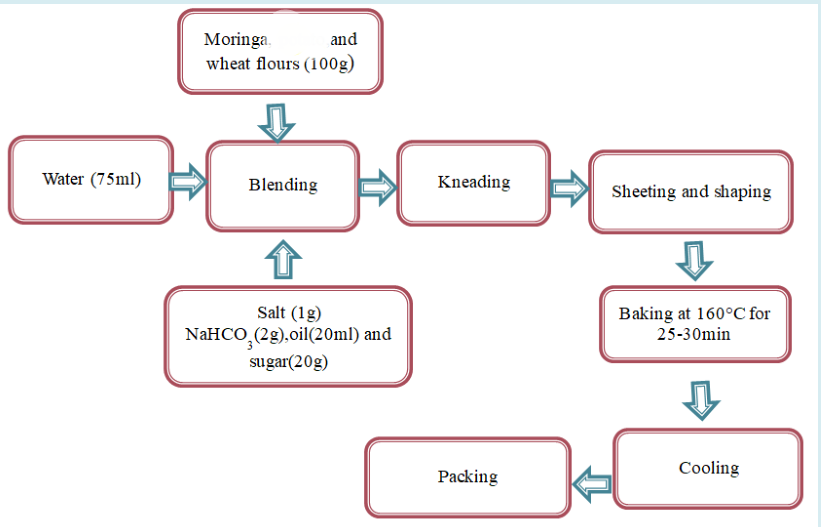 Moringa and
wheat flours (100g)
Water (75ml)
Blending
Kneading
Sheeting and shaping
Salt (1g)
NaHCO₃(2g),oil(20ml) and
sugar(20g)
Baking at 160°C for
25-30min
Cooling
Packing